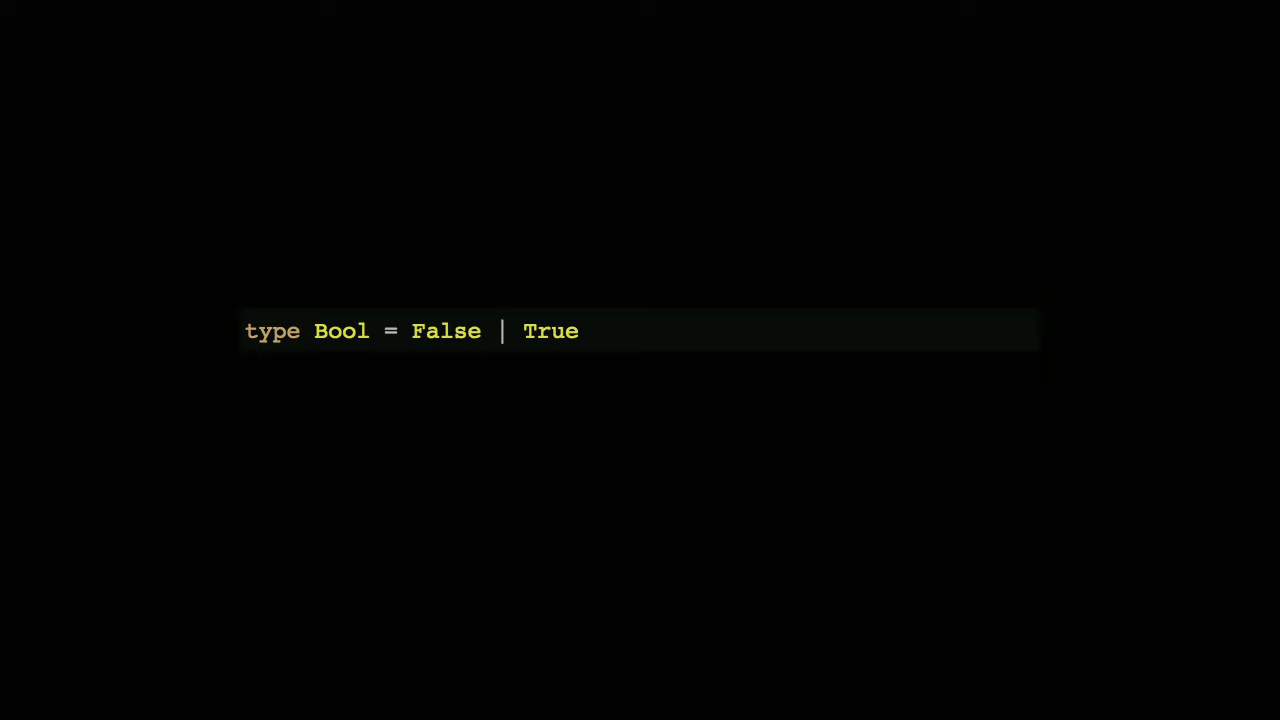 type Bool = False | True